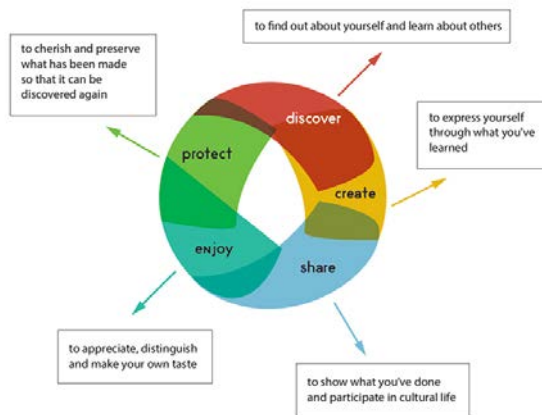 to find out about yourself and learn about others
to cherish and preserve
what has been made
so that it can be
discovered again
discover
to express yourself
through what you've
learned
protect
create
enjoy
share
to appreciate, distinguish
and make your own taste
to show what you've done
and participate in cultural life